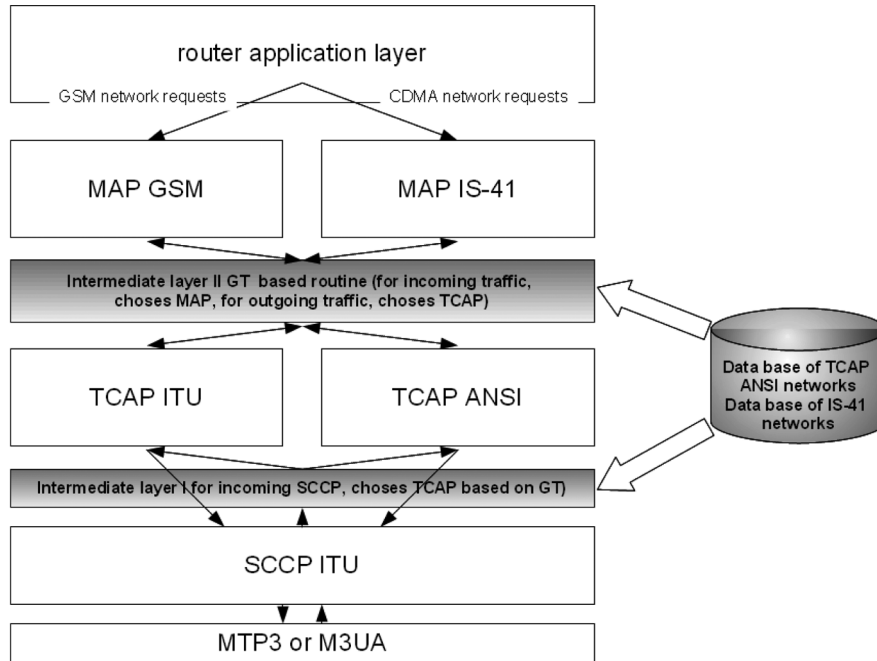 router application layer
GSM network requests
CDMA network requests
MAP GSM
MAP IS-41
Intermediate layer II GT based routine (for incoming traffic,
choses MAP, for outgoing traffic, choses TCAP)
Data base of TCAP
ANSI networks
Data base of IS-41
networks
TCAP ITU
TCAP ANSI
Intermediate layer I for incoming SCCP, choses TCAP based on GT)
SCCP ITU
MTP3 or M3UA